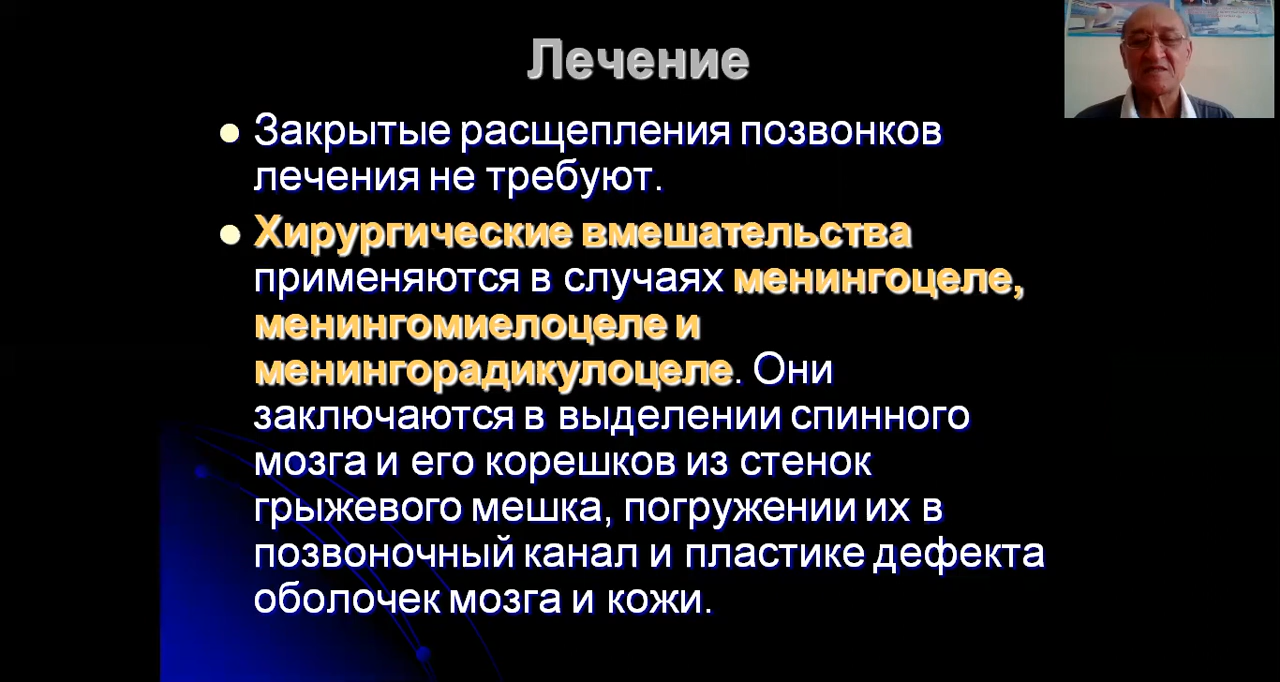 Лечение
Закрытые расщепления позвонков
лечения не требуют.
Хирургические вмешательства
применяются в случаях менингоцеле,
менингомиелоцеле и
менингорадикулоцеле. Они
заключаются в выделении спинного
мозга и его корешков из стенок
грыжевого мешка, погружении их в
позвоночный канал и пластике дефекта
оболочек мозга и кожи.